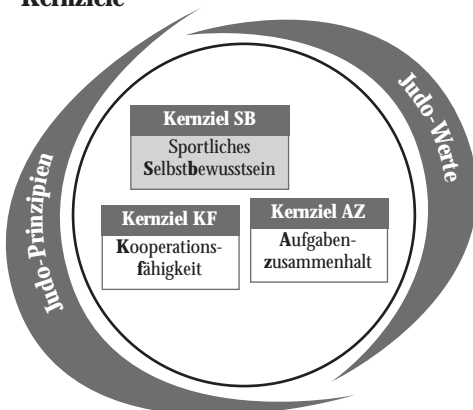 Kernziele
Judo-Werte
Kernziel SB
Sportliches
Selbstbewusstsein
Judo-Prinzipien
Kernziel KF
Kooperations-
fähigkeit
Kernziel AZ
Aufgaben-
zusammenhalt